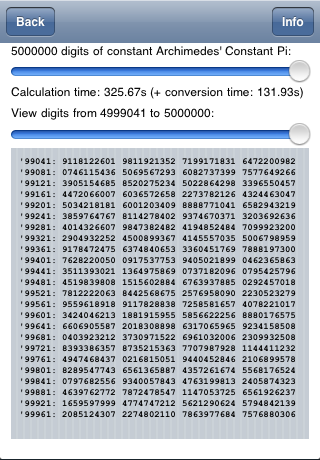 Back Info
5000000 digits of constant Archimedes' Constant Pi:
Calculation time: 325.67s (+ conversion time: 131.93s)
View digits from 4999041 to 5000000:
'99041: 9118122601 9811921352 7199171831 6472200982
'99081: 0746115436 5069567293 6082737399 7577649266
'99121: 3905154685 8520275234 5022864298 3396550457
'99161: 4472066007 6036572658 2273782126 4324463047
'99201: 5034218181 6001203409 8888771041 6582943219
'99241: 3859764767 8114278402 9374670371 3203692636
'99281: 4014326607 9847382482 4194852484 7099923200
'99321: 2904932252 4500899367 4145557035 5006798959
'99361: 9178472475 6374840653 3360451769 7888197300
'99401: 7628220050 0917537753 9405021899 0462365863
'99441: 3511393021 1364975869 0737182096 0795425796
'99481: 4519839808 1515602884 6763937885 0292457018
'99521: 7812222063 8442568675 2576958090 2230523279
'99561: 9559618918 9117828838 7258581657 4078221017
'99601: 3424046213 1881915955 5856622256 8880176575
'99641: 6606905587 2018308898 6317065965 9234158508
'99681: 0403923212 3730971522 6961032006 2309932508
'99721: 8393386357 8735215363 7707987928 1144411232
'99761: 4947468437 0216815051 9440452846 2106899578
'99801: 8289547743 6561365887 4357261674 5568176524
'99841: 0797682556 9340057843 4763199813 2405874323
'99881: 4639762772 7872478547 1147053725 6561926237
'99921: 1659597999 4774747212 5621290624 5794842139
'99961: 2085124307 2274802110 7863977684 7576880306